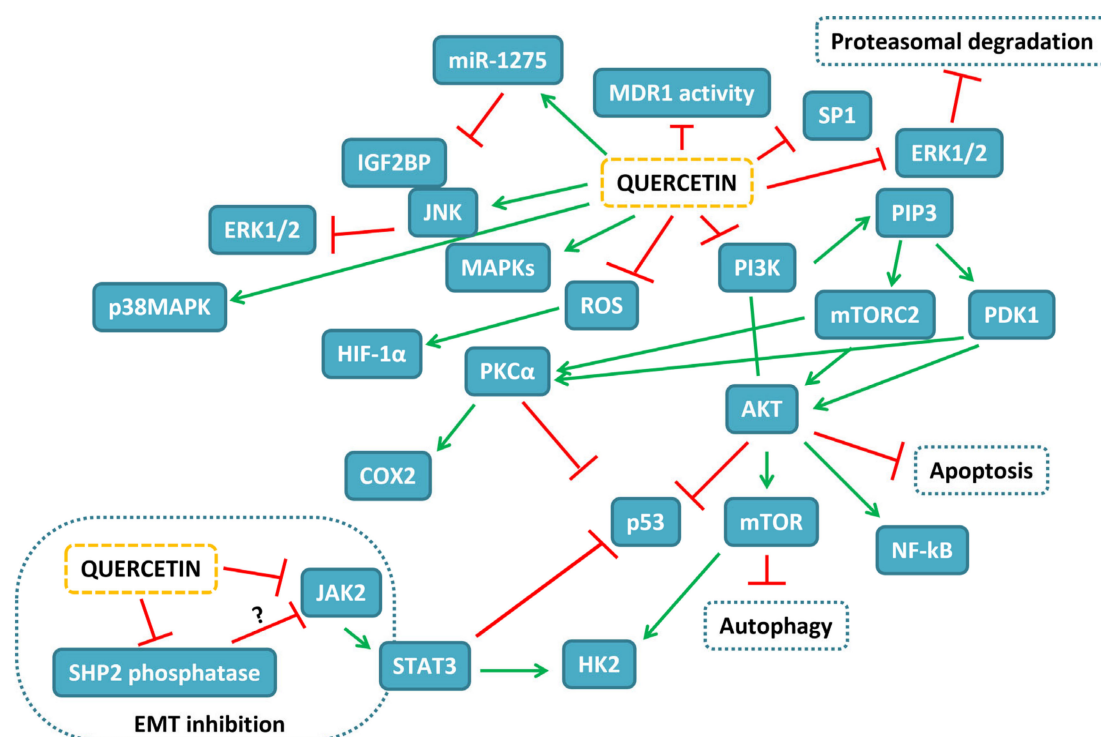 Proteasomal degradation
miR-1275
MDR1 activity
SP1
ERK1/2
IGF2BP
QUERCETIN
JNK
PIP3
ERK1/2
MAPKs
PI3K
p38MAPK
ROS
mTORC2
PDK1
HIF-1α
PKCα
AKT
COX2
Apoptosis
p53
mTOR
NF-kB
QUERCETIN
JAK2
?
Autophagy
SHP2 phosphatase
STAT3
HK2
EMT inhibition